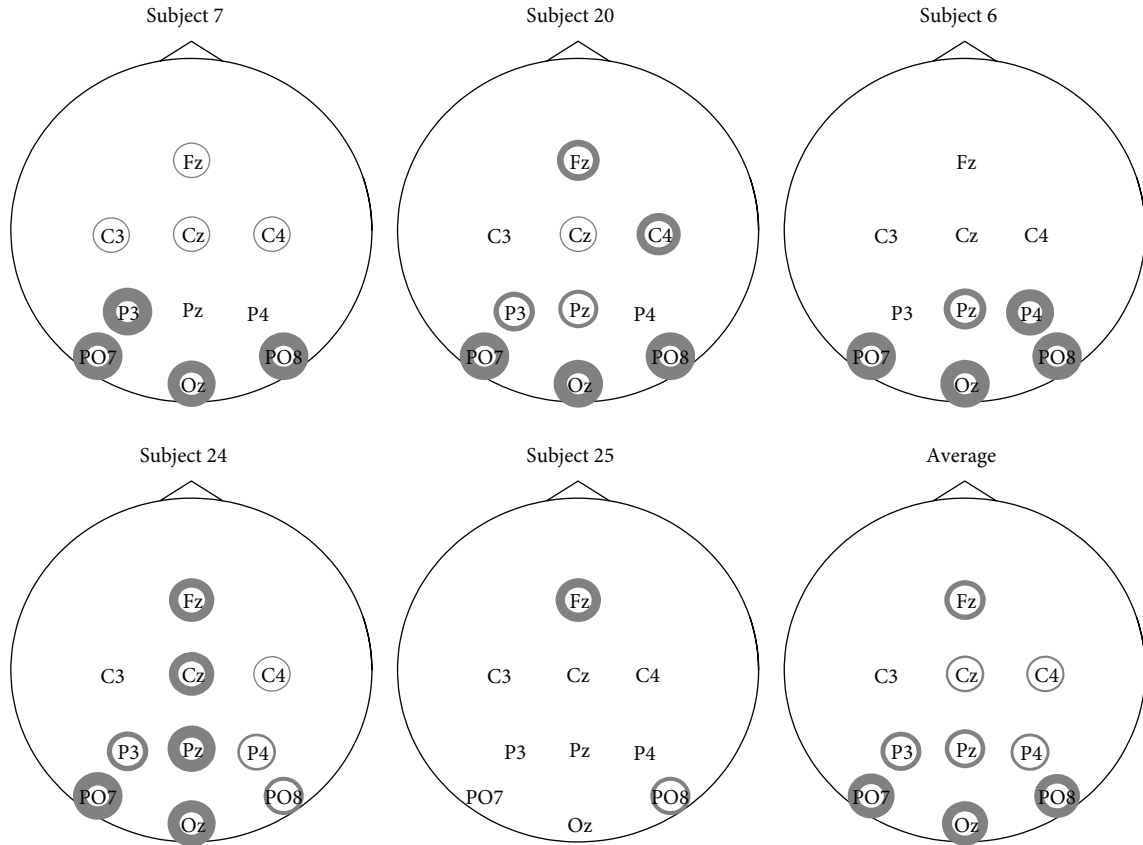 Subject 7 Subject 20 Subject 6
Fz Fz Fz
C3 Cz C4 C3 Cz C4 C3 Cz C4
P3 Pz P4 P3 Pz P4 P3 Pz P4
PO7 PO8 PO7 PO8 PO7 PO8
Oz Oz Oz
Subject 24 Subject 25 Average
Fz Fz Fz
C3 Cz C4 C3 Cz C4 C3 Cz C4
P3 Pz P4 P3 Pz P4 P3 Pz P4
PO7 PO8 PO7 PO8 PO7 PO8
Oz Oz Oz